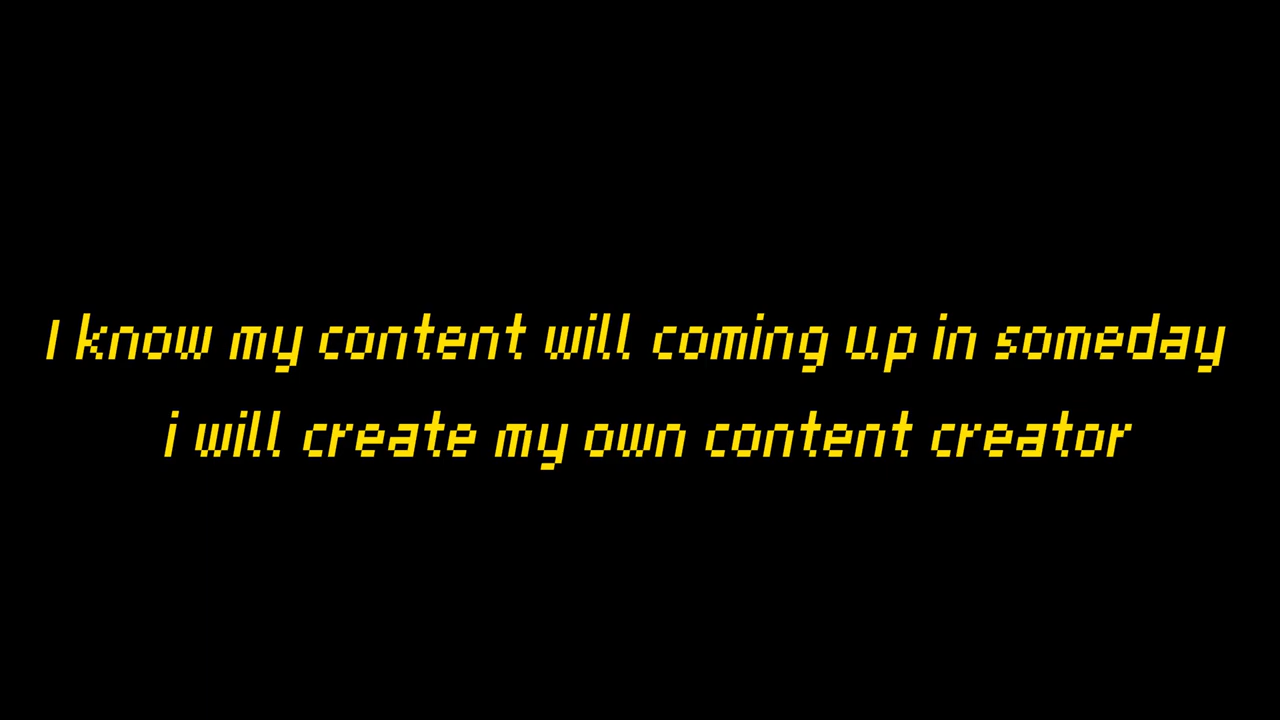 I know my content will coming up in someday
i will create my own content creator